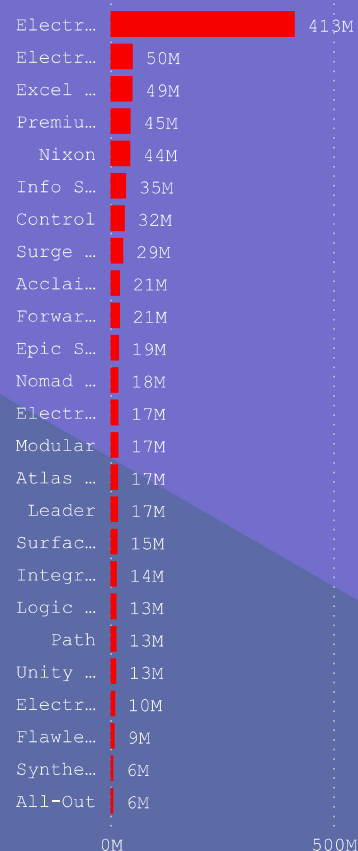 Electr… 413M
Electr… 50M
Excel … 49M
Premiu… 45M
Nixon 44M
Info S… 35M
Control 32M
Surge … 29M
Acclai… 21M
Forwar… 21M
Epic S… 19M
Nomad … 18M
Electr… 17M
Modular 17M
Atlas … 17M
Leader 17M
Surfac… 15M
Integr… 14M
Logic … 13M
Path 13M
Unity … 13M
Electr… 10M
Flawle… 9M
Synthe… 6M
All-Out 6M
0M 500M